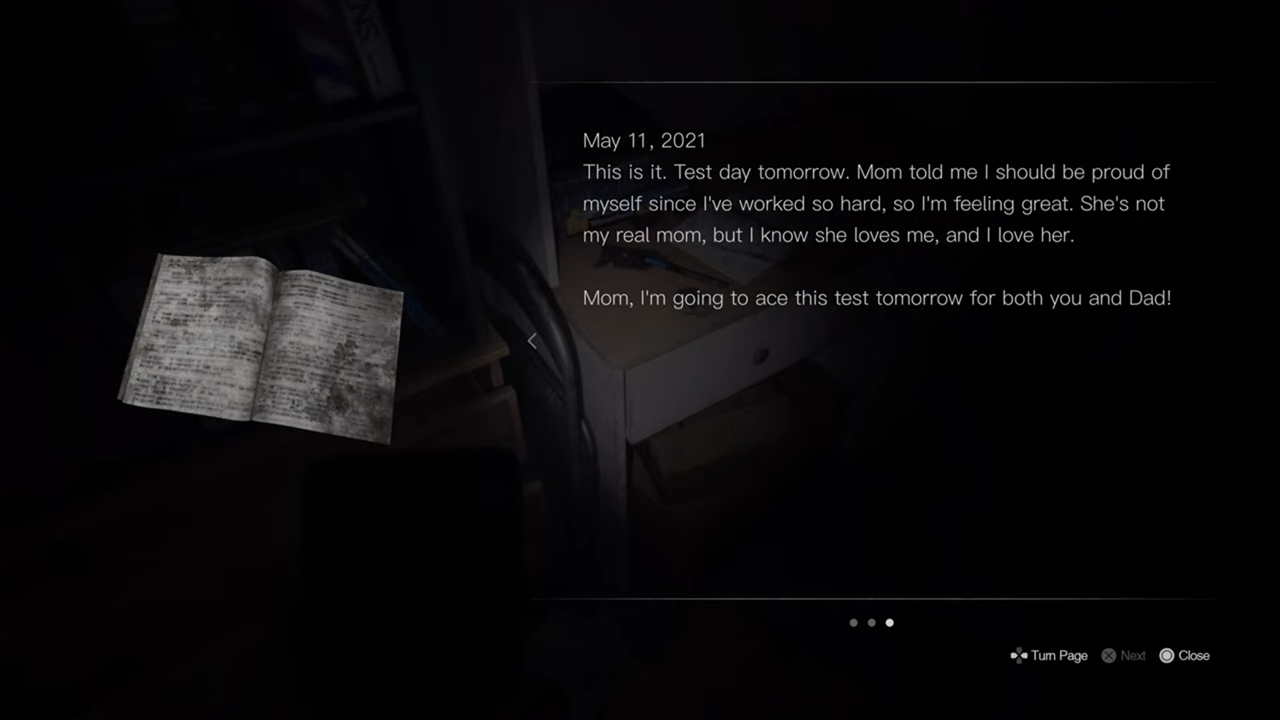 May 11, 2021
This is it. Test day tomorrow. Mom told me I should be proud of
myself since I've worked so hard, so I'm feeling great. She's not
my real mom, but I know she loves me, and I love her.
Mom, I'm going to ace this test tomorrow for both you and Dad!
Turn Page Next Close